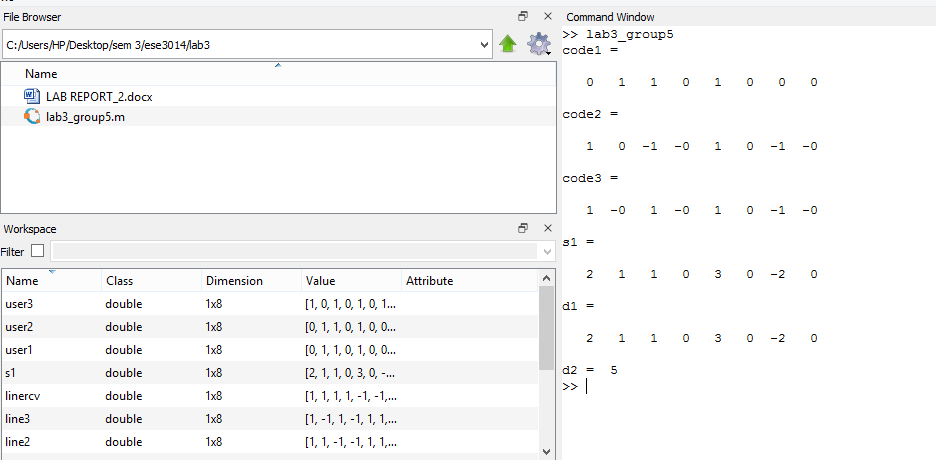 File Browser
C:/Users/HP/Desktop/sem 3/ese3014/lab3
Name
LAB REPORT_2.docx
lab3_group5.m
Workspace
Filter
Name Class Dimension Value Attribute
user3 double 1x8 [1, 0, 1, 0, 1, 0, 1...
user2 double 1x8 [0, 1, 1, 0, 1, 0, 0...
user1 double 1x8 [0, 1, 1, 0, 1, 0, 0...
s1 double 1x8 [2, 1, 1, 0, 3, 0, -...
linercv double 1x8 [1, 1, 1, 1, -1, -1,...
line3 double 1x8 [1, -1, 1, -1, 1, 1,...
line2 double 1x8 [1, 1, -1, -1, 1, 1,...
Command Window
>> lab3_group5
code1 =
0 1 1 0 1 0 0 0
code2 =
1 0 -1 -0 1 0 -1 -0
code3 =
1 -0 1 -0 1 0 -1 -0
s1 =
2 1 1 0 3 0 -2 0
d1 =
2 1 1 0 3 0 -2 0
d2 = 5
>>